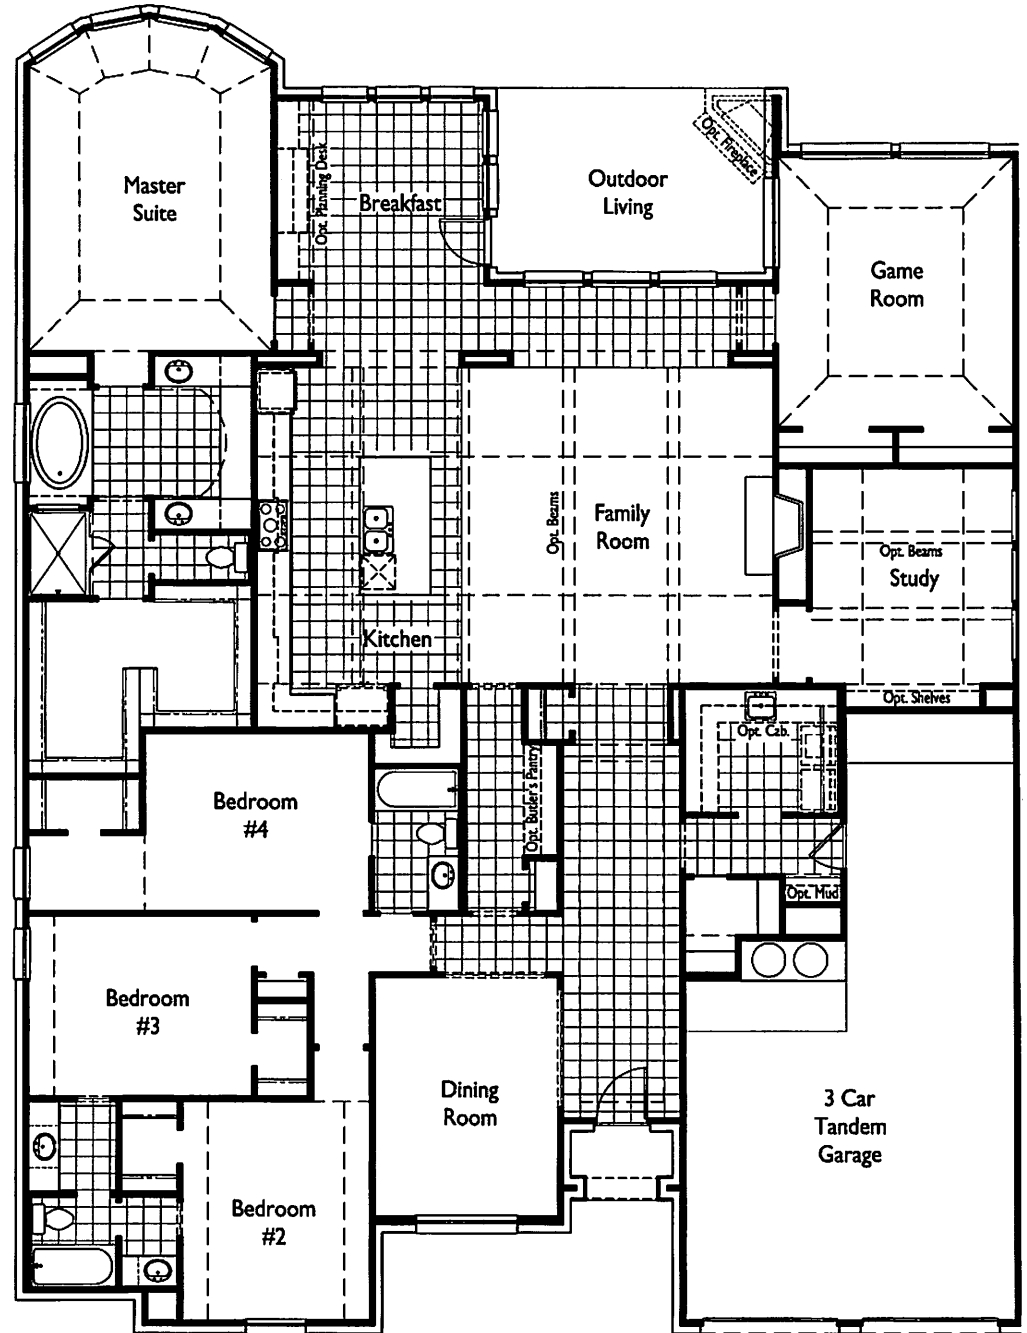 Master
Suite
Opt. Planning Desk
Breakfast
Outdoor
Living
Opt. Fireplace
Game
Room
Opt. Beams
Family
Room
Opt. Beams
Study
Kitchen
Opt. Shelves
Opt. Cab.
Bedroom
#4
Opt. Butler's Pantry
Opt. Mud
Bedroom
#3
Dining
Room
3 Car
Tandem
Garage
Bedroom
#2